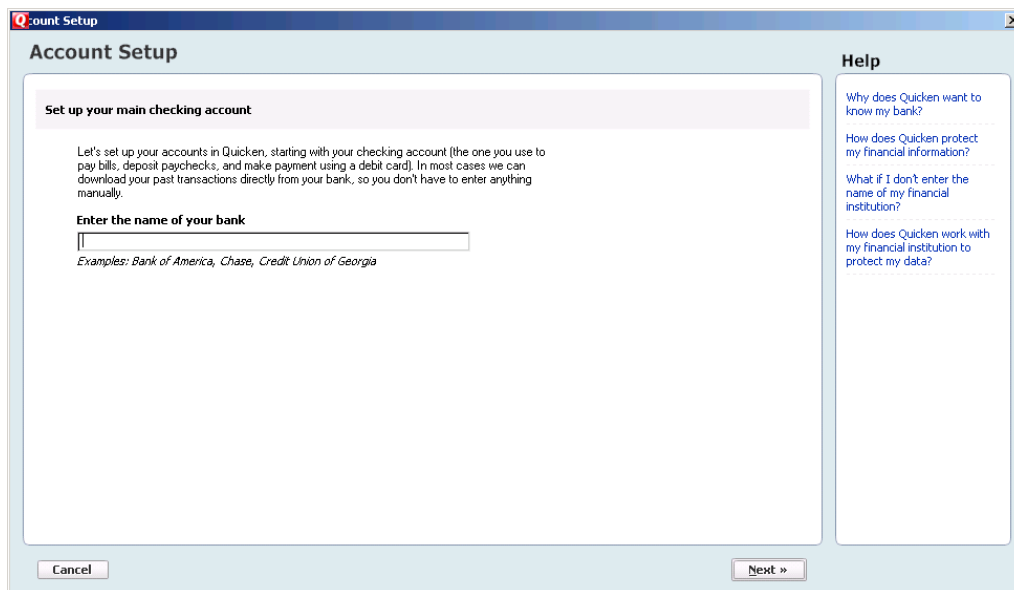 Q count Setup
Account Setup
Set up your main checking account
Let's set up your accounts in Quicken, starting with your checking account (the one you use to
pay bills, deposit paychecks, and make payment using a debit card). In most cases we can
download your past transactions directly from your bank, so you don't have to enter anything
manually.
Enter the name of your bank
Examples: Bank of America, Chase, Credit Union of Georgia
Cancel
Next »
Help
Why does Quicken want to
know my bank?
How does Quicken protect
my financial information?
What if I don't enter the
name of my financial
institution?
How does Quicken work with
my financial institution to
protect my data?